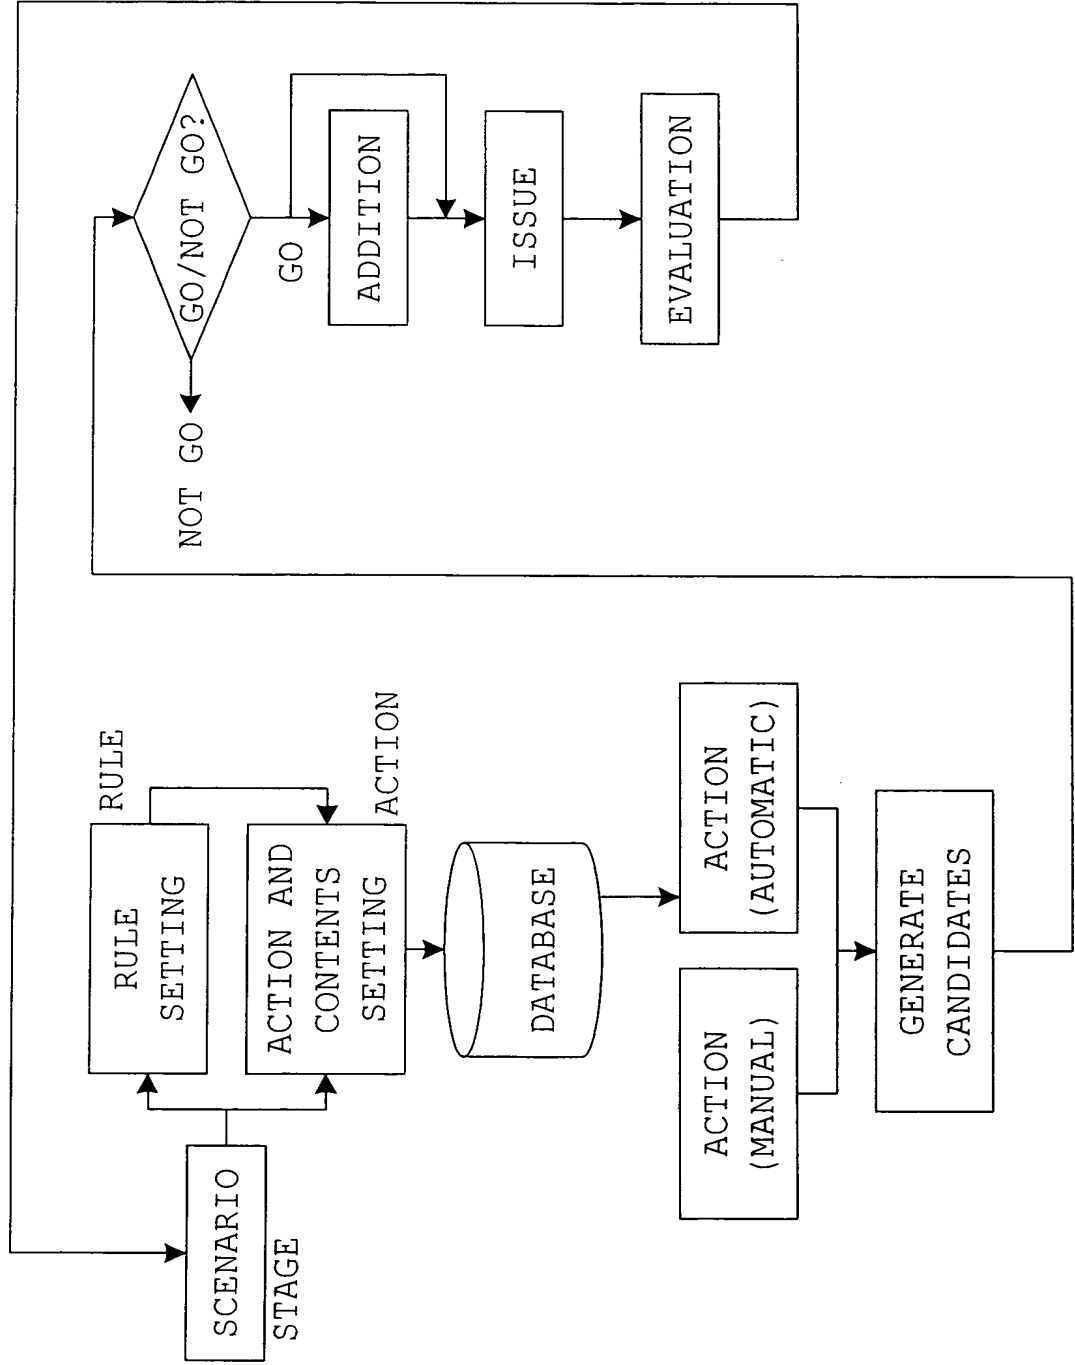 SCENARIO
STAGE
RULE
SETTING
RULE
ACTION AND
CONTENTS
SETTING
ACTION
DATABASE
ACTION
(MANUAL)
ACTION
(AUTOMATIC)
GENERATE
CANDIDATES
GO/NOT GO?
NOT GO
GO
ADDITION
ISSUE
EVALUATION